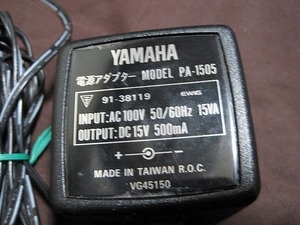 YAMAHA
電源アダプター MODEL PA-1505
91-38119
INPUT:AC100V 50/60Hz 15VA
OUTPUT:DC15V 500mA
MADE IN TAIWAN R.O.C.
VG45150